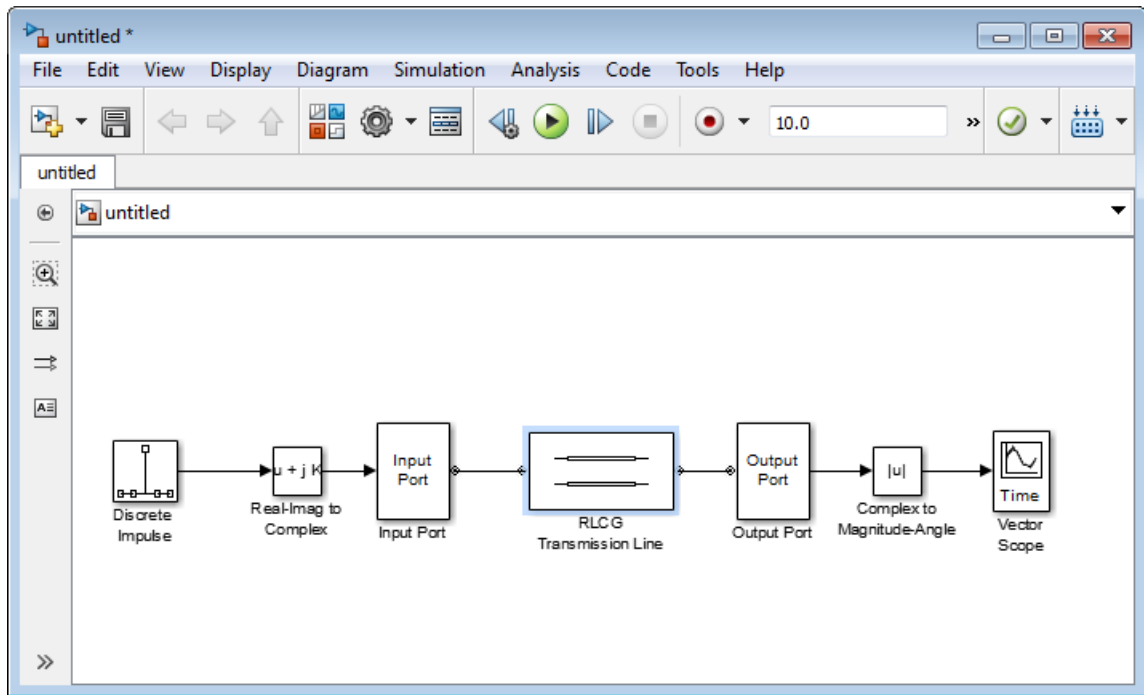 untitled *
File Edit View Display Diagram Simulation Analysis Code Tools Help
10.0 »
untitled
untitled
A
»
Input
Port
Output
Port
u + j K
|u|
Time
Discrete
Impulse
Real-Imag to
Complex
Input Port
RLCG
Transmission Line
Output Port
Complex to
Magnitude-Angle
Vector
Scope